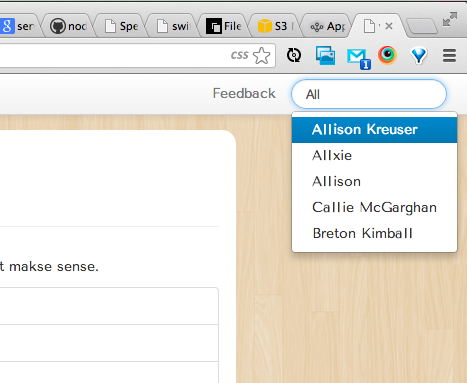 ser
noc
Spe
swi
File
S3
App
css
1
Feedback
All
Allison Kreuser
Allxie
Allison
Callie McGarghan
Breton Kimball
t makse sense.